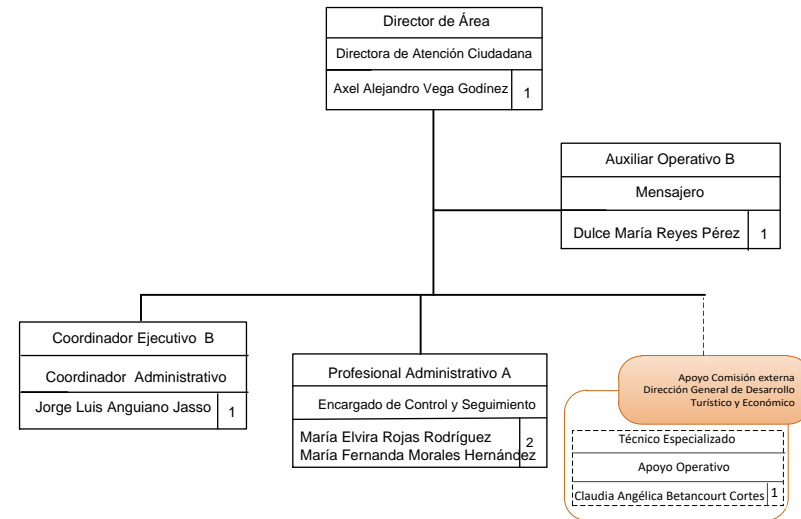 Director de Área
Directora de Atención Ciudadana
Axel Alejandro Vega Godínez 1
Auxiliar Operativo B
Mensajero
Dulce María Reyes Pérez 1
Coordinador Ejecutivo B
Coordinador Administrativo
Jorge Luis Anguiano Jasso 1
Profesional Administrativo A
Encargado de Control y Seguimiento
María Elvira Rojas Rodríguez
María Fernanda Morales Hernández
2
Apoyo Comisión externa
Dirección General de Desarrollo
Turístico y Económico
Técnico Especializado
Apoyo Operativo
Claudia Angélica Betancourt Cortes 1